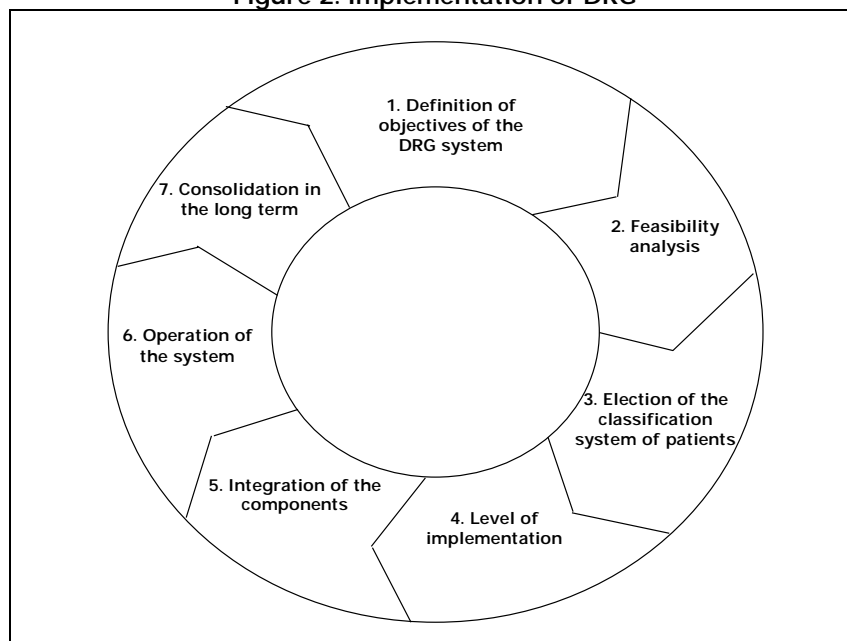 Figure 2. Implementation of DRG
1. Definition of
objectives of the
DRG system
2. Feasibility
analysis
3. Election of the
classification
system of patients
4. Level of
implementation
5. Integration of the
components
6. Operation of
the system
7. Consolidation in
the long term